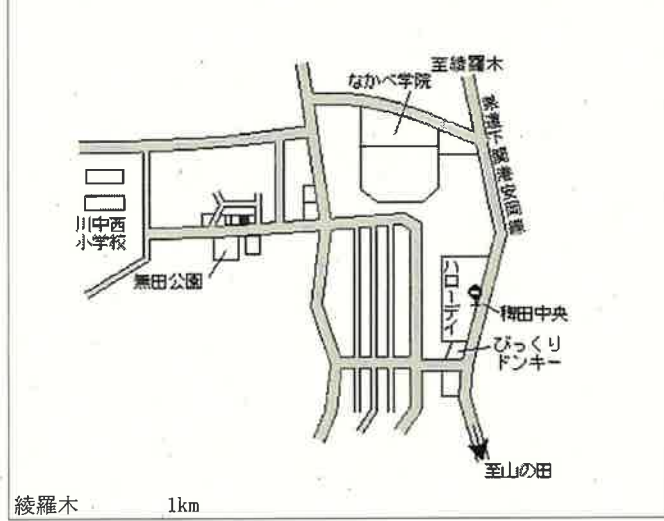 至綾羅木
なかべ学院
県道下関港安岡線
川中西
小学校
無田公園
ハローデイ
稗田中央
びっくり
ドンキー
至山の田
綾羅木 1km